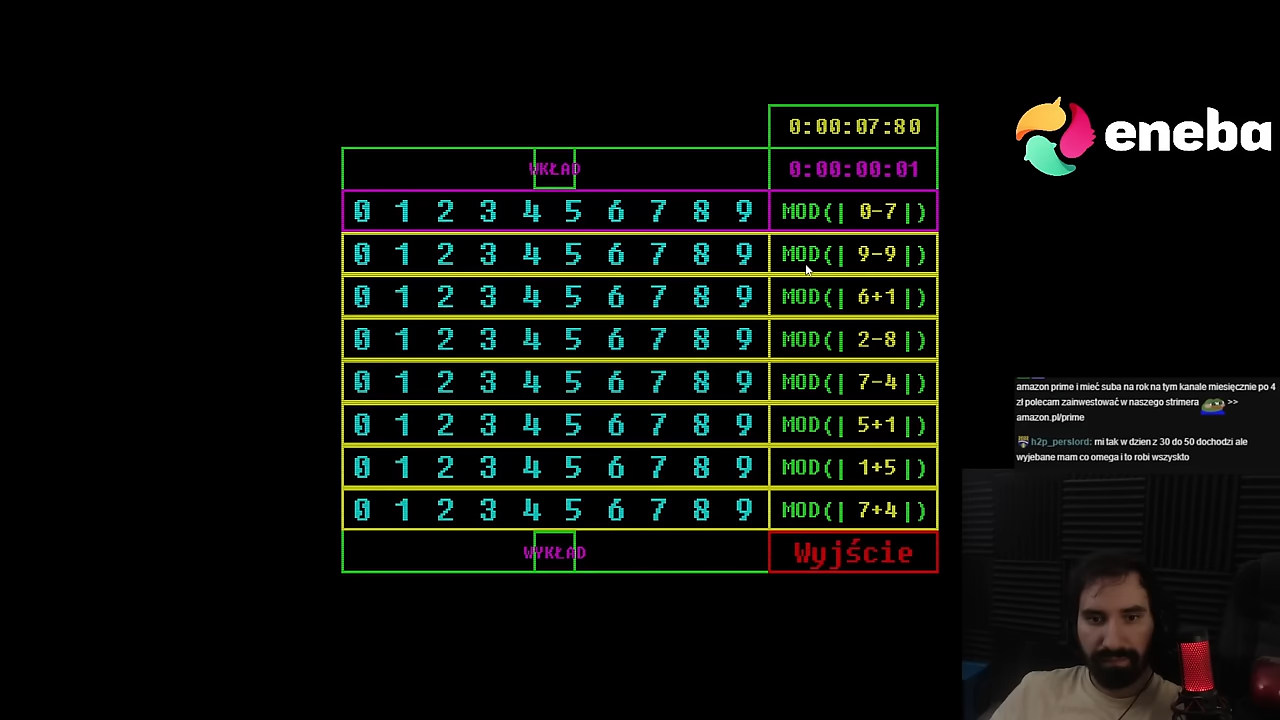 0:00:07:80
WKŁAD 0:00:00:01
0 1 2 3 4 5 6 7 8 9 MOD(| 0-7 |)
0 1 2 3 4 5 6 7 8 9 MOD(| 9-9 |)
0 1 2 3 4 5 6 7 8 9 MOD(| 6+1 |)
0 1 2 3 4 5 6 7 8 9 MOD(| 2-8 |)
0 1 2 3 4 5 6 7 8 9 MOD(| 7-4 |)
0 1 2 3 4 5 6 7 8 9 MOD(| 5+1 |)
0 1 2 3 4 5 6 7 8 9 MOD(| 1+5 |)
0 1 2 3 4 5 6 7 8 9 MOD(| 7+4 |)
WYKŁAD Wyjście
eneba
amazon prime i mieć suba na rok na tym kanale miesięcznie po 4
zł polecam zainwestować w naszego strimera >>
amazon.pl/prime
h2p_perslord: mi tak w dzien z 30 do 50 dochodzi ale
wyjebane mam co omega i to robi wszyskto